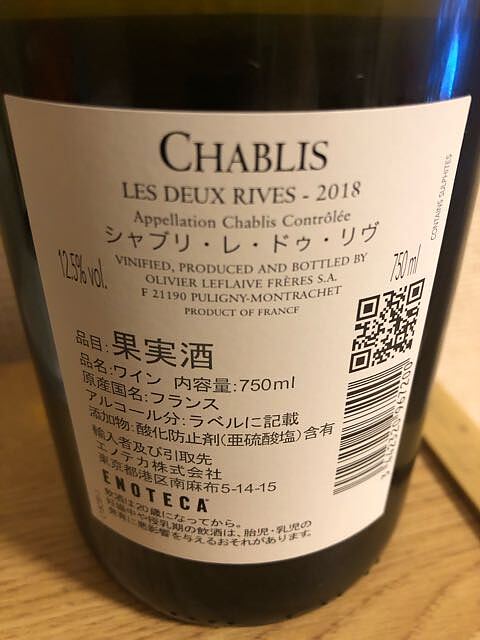 CHABLIS
LES DEUX RIVES - 2018
Appellation Chablis Contrôlée
シャブリ・レ・ドゥ・リヴ
12.5% vol.
750 ml
VINIFIED, PRODUCED AND BOTTLED BY
OLIVIER LEFLAIVE FRÈRES S.A.
F 21190 PULIGNY-MONTRACHET
PRODUCT OF FRANCE
CONTAINS SULPHITES
品目:果実酒
品名:ワイン 内容量:750ml
原産国名:フランス
アルコール分:ラベルに記載
添加物:酸化防止剤(亜硫酸塩)含有
輸入者及び引取先
エノテカ株式会社
東京都港区南麻布5-14-15
ENOTECA
飲酒は20歳になってから。
妊娠中や授乳期の飲酒は、胎児・乳児の
発育に悪影響を与えるおそれがあります。